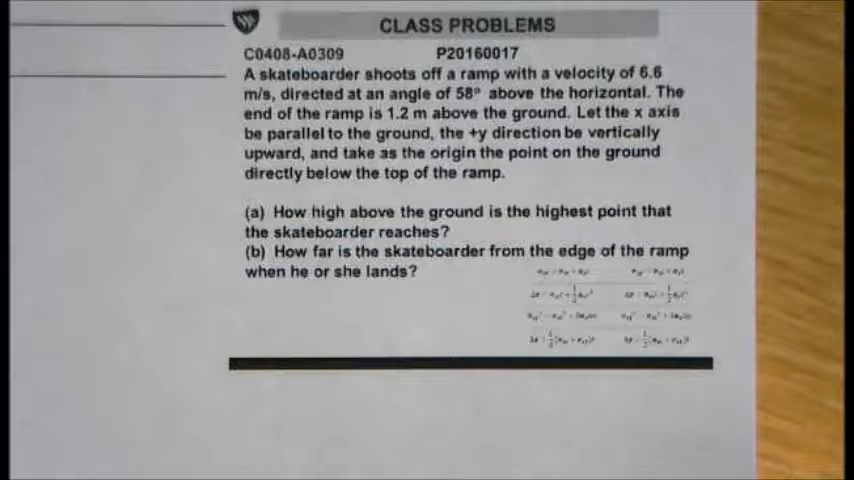 CLASS PROBLEMS
C0408-A0309 P20160017
A skateboarder shoots off a ramp with a velocity of 6.6
m/s, directed at an angle of 58° above the horizontal. The
end of the ramp is 1.2 m above the ground. Let the x axis
be parallel to the ground, the +y direction be vertically
upward, and take as the origin the point on the ground
directly below the top of the ramp.
(a) How high above the ground is the highest point that
the skateboarder reaches?
(b) How far is the skateboarder from the edge of the ramp
when he or she lands?